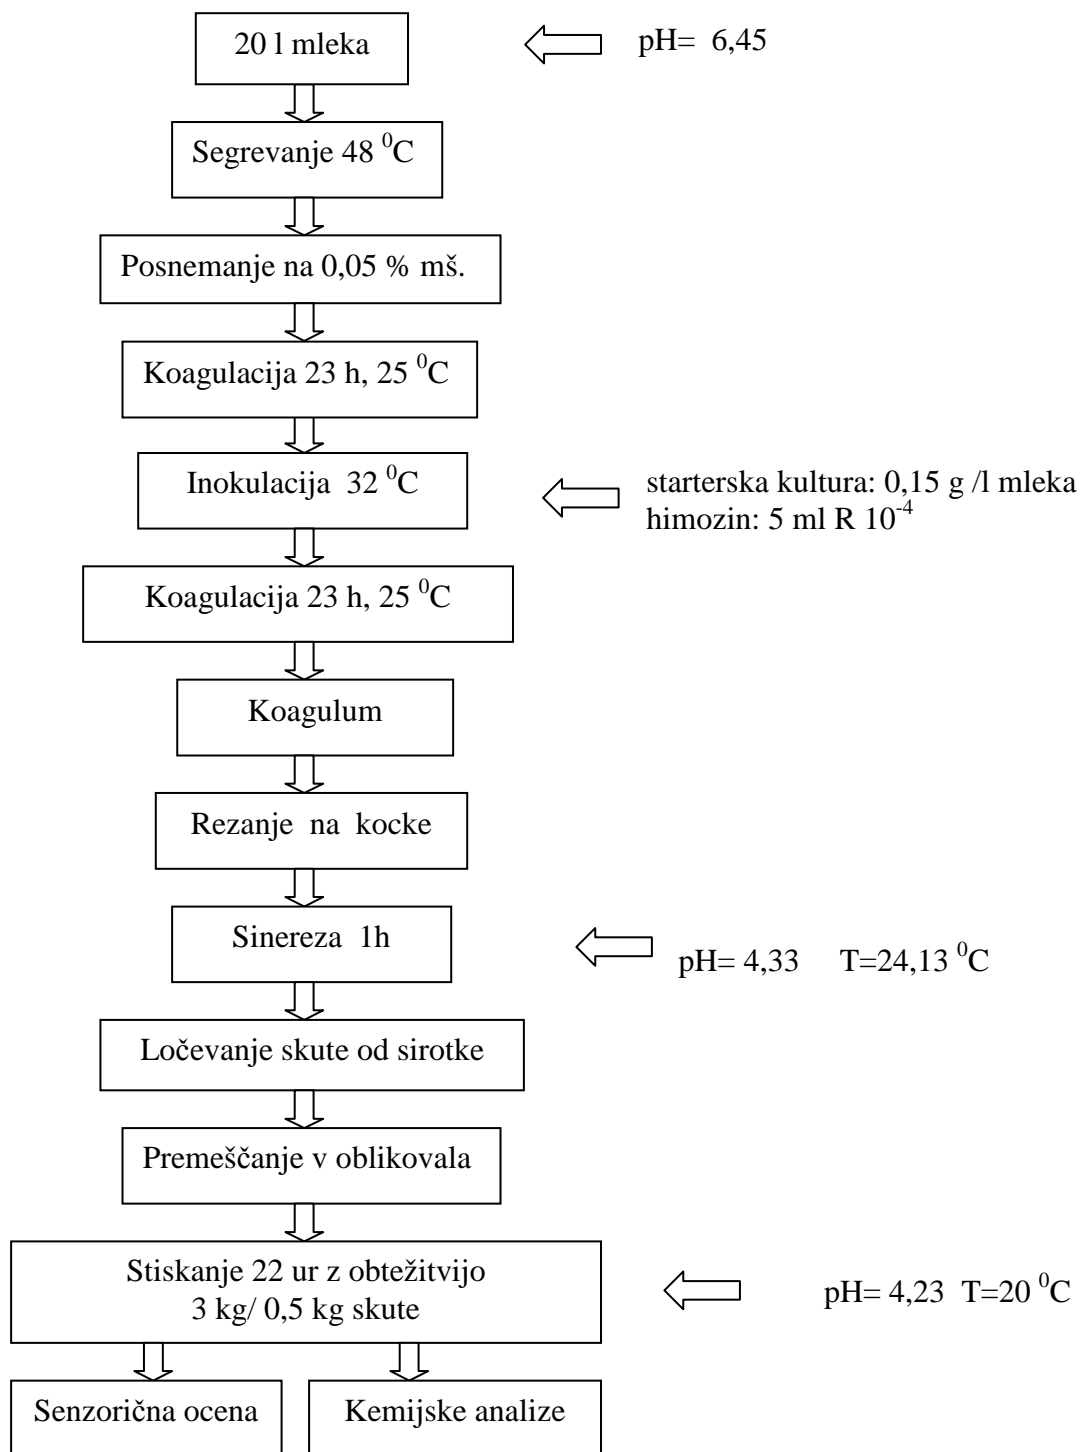 20 l mleka
pH= 6,45
Segrevanje 48 ⁰C
Posnemanje na 0,05 % mš.
Koagulacija 23 h, 25 ⁰C
Inokulacija 32 ⁰C
starterska kultura: 0,15 g /l mleka
himozin: 5 ml R 10⁻⁴
Koagulacija 23 h, 25 ⁰C
Koagulum
Rezanje na kocke
Sinereza 1h
pH= 4,33 T=24,13 ⁰C
Ločevanje skute od sirotke
Premeščanje v oblikovala
Stiskanje 22 ur z obtežitvijo
3 kg/ 0,5 kg skute
pH= 4,23 T=20 ⁰C
Senzorična ocena
Kemijske analize